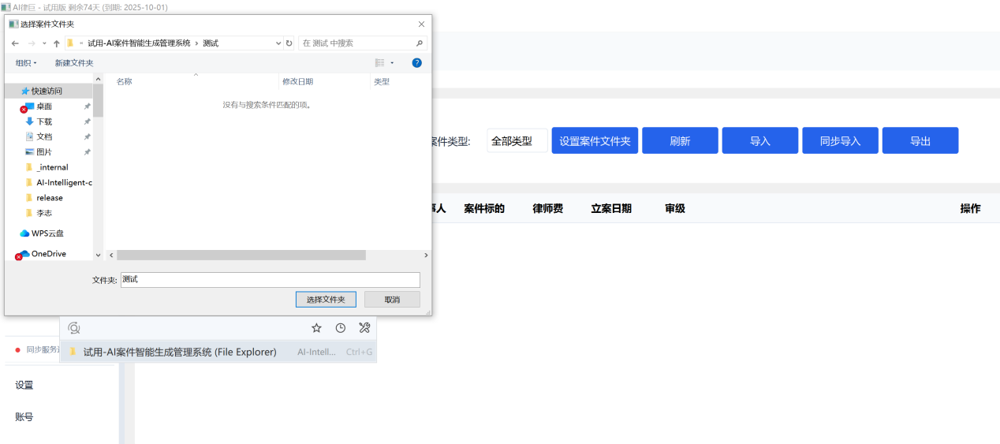 AI律巨 - 试用版 剩余74天 (到期: 2025-10-01)
选择案件文件夹
« 试用-AI案件智能生成管理系统 › 测试
在 测试 中搜索
组织
新建文件夹
名称
修改日期
类型
没有与搜索条件匹配的项。
快速访问
桌面
下载
文档
图片
_internal
AI-Intelligent-c
release
李志
WPS云盘
OneDrive
文件夹: 测试
选择文件夹
取消
案件类型:
全部类型
设置案件文件夹
刷新
导入
同步导入
导出
事人
案件标的
律师费
立案日期
审级
操作
试用-AI案件智能生成管理系统 (File Explorer)
AI-Intell...
Ctrl+G
同步服务
设置
账号